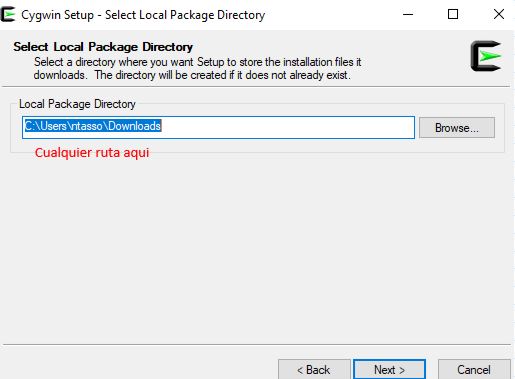 Cygwin Setup - Select Local Package Directory
Select Local Package Directory
Select a directory where you want Setup to store the installation files it
downloads. The directory will be created if it does not already exist.
Local Package Directory
C:\Users\ntasso\Downloads
Browse...
Cualquier ruta aqui
< Back
Next >
Cancel